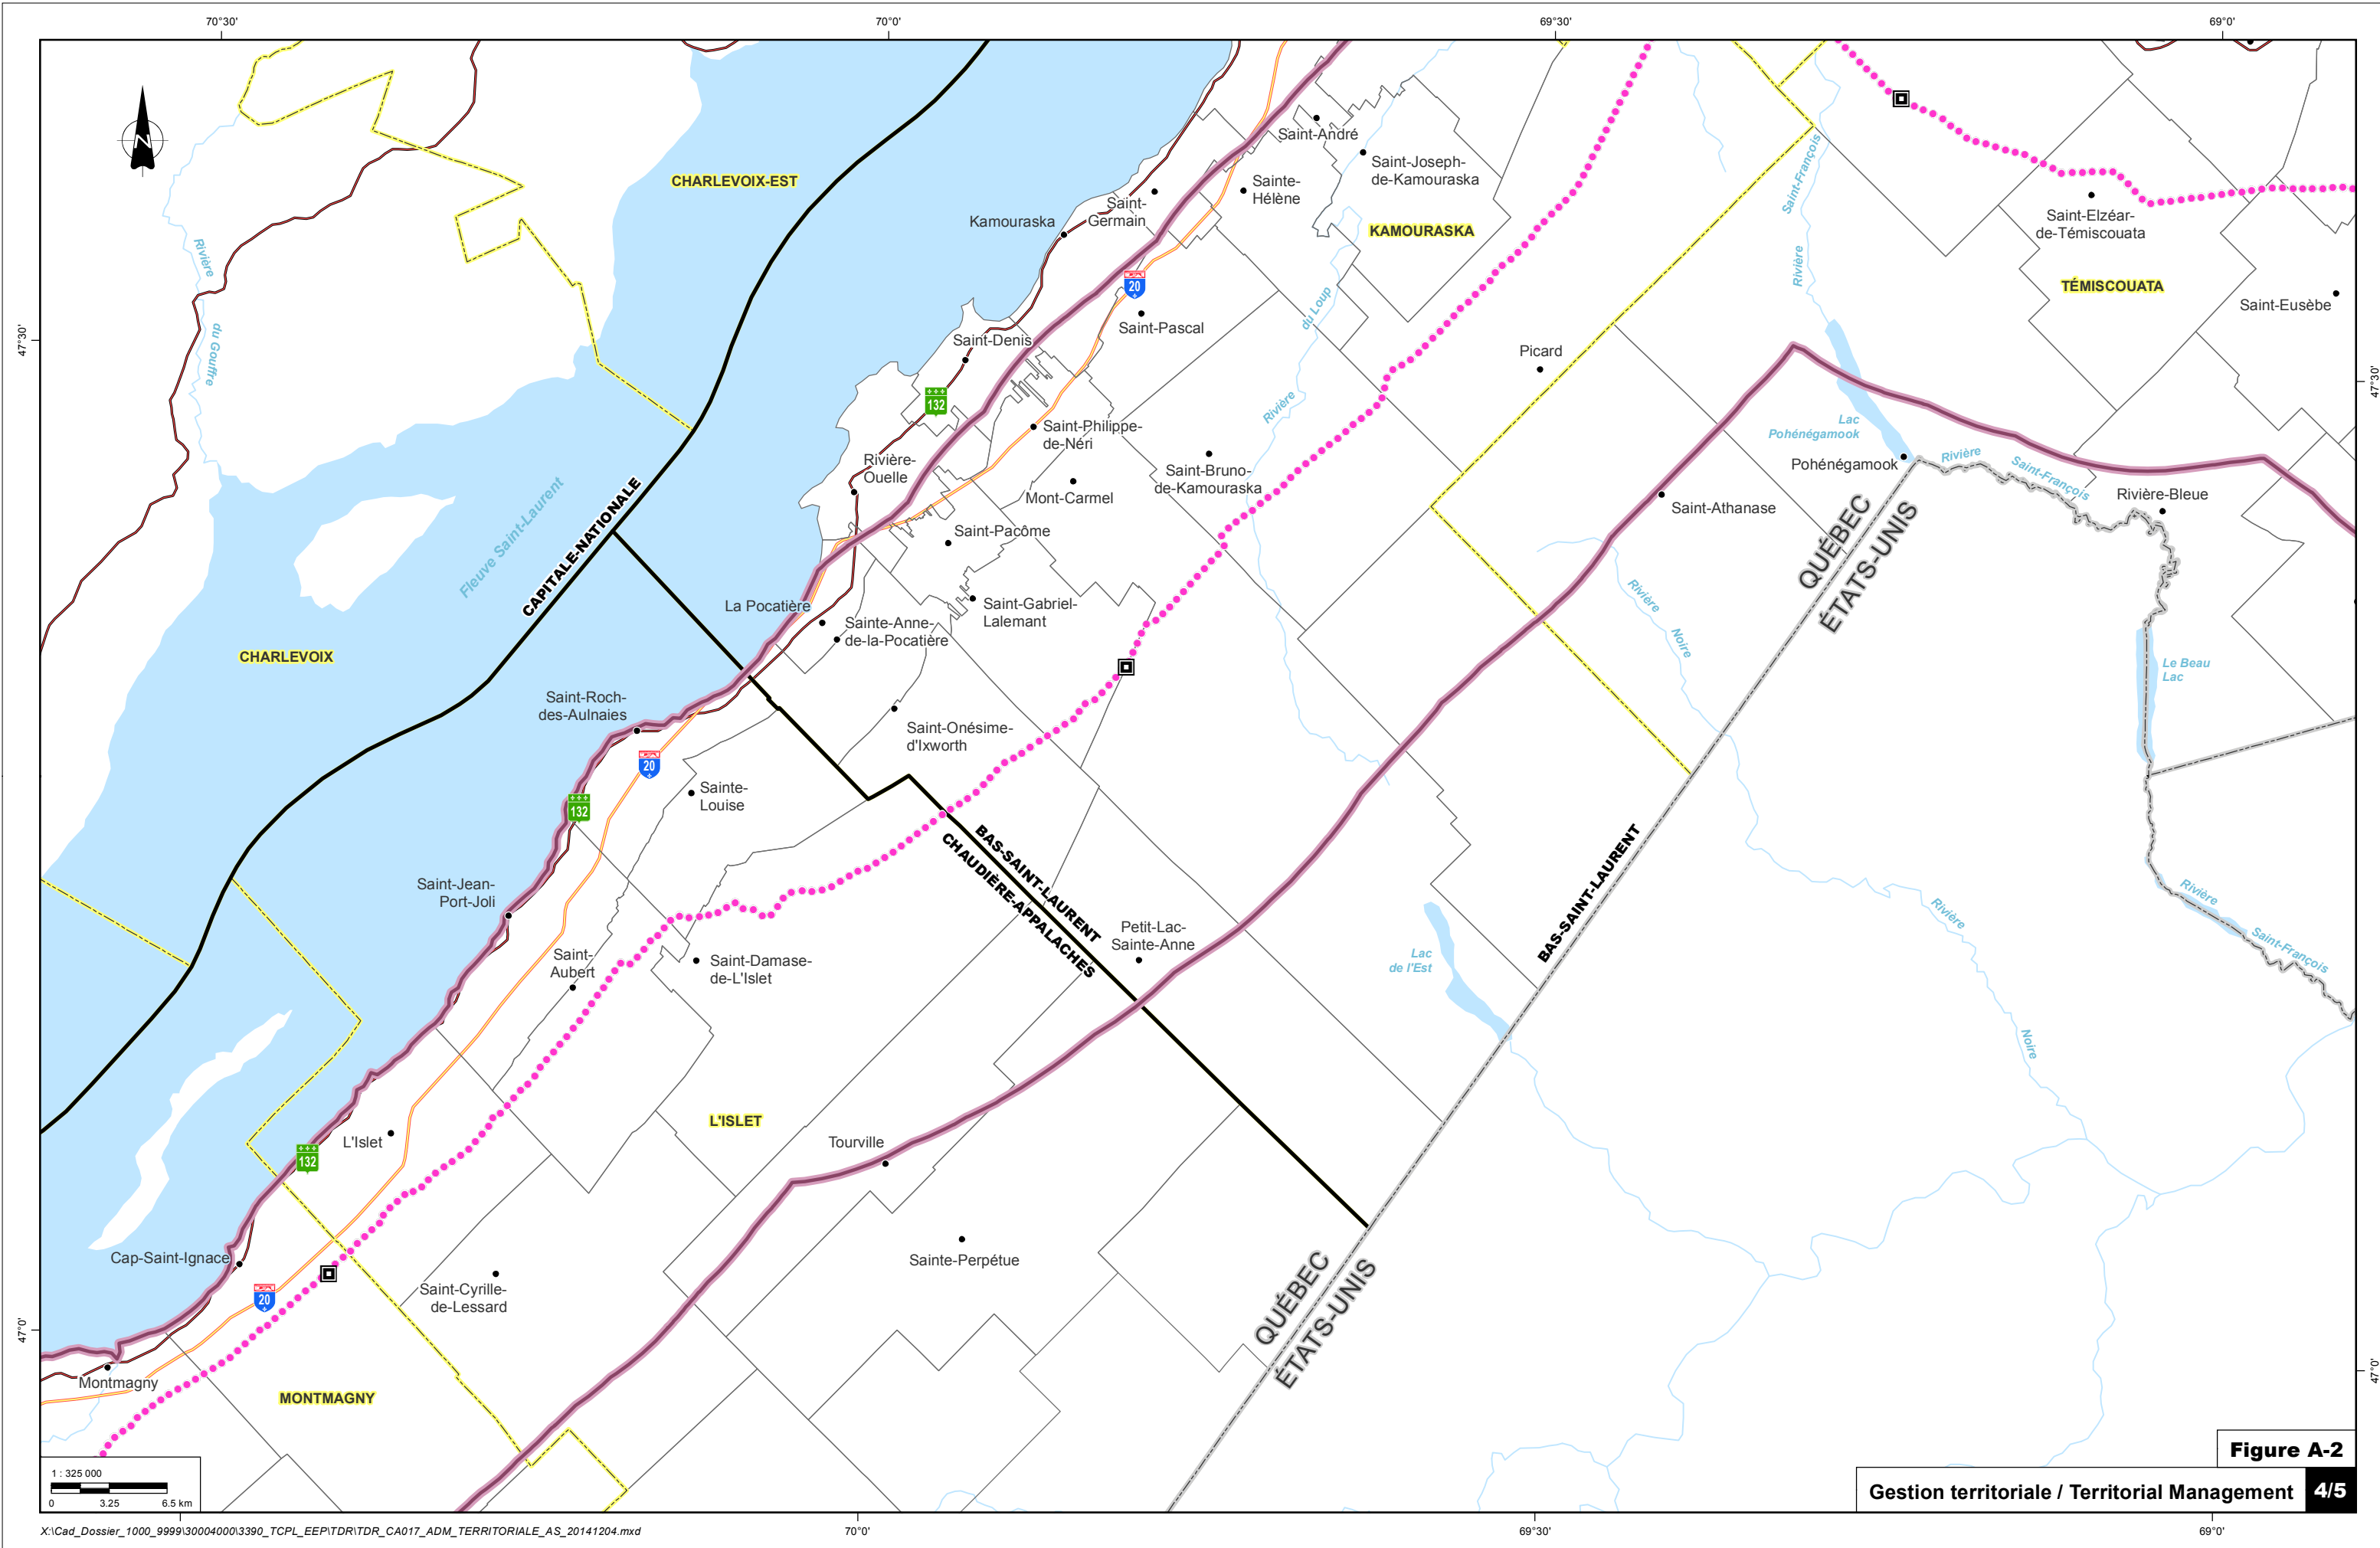 70°30'
70°0'
69°30'
69°0'
N
CHARLEVOIX-EST
Saint-André
Saint-Joseph-
de-Kamouraska
Sainte-
Hélène
Saint-
Germain
Kamouraska
KAMOURASKA
Saint-François
Rivière
Saint-Elzéar-
de-Témiscouata
TÉMISCOUATA
Saint-Eusèbe
Rivière
du Gouffre
20
Saint-Pascal
du Loup
Rivière
47°30'
47°30'
Saint-Denis
Picard
132
Saint-Philippe-
de-Néri
Lac
Pohénégamook
Pohénégamook
Rivière
Saint-François
Rivière-Bleue
Rivière-
Ouelle
Saint-Bruno-
de-Kamouraska
Mont-Carmel
Saint-Athanase
Saint-Pacôme
Fleuve Saint-Laurent
CAPITALE-NATIONALE
QUÉBEC
ÉTATS-UNIS
La Pocatière
Saint-Gabriel-
Lalemant
Sainte-Anne-
de-la-Pocatière
Rivière
Noire
CHARLEVOIX
Le Beau
Lac
Saint-Roch-
des-Aulnaies
Saint-Onésime-
d'Ixworth
20
Sainte-
Louise
132
BAS-SAINT-LAURENT
CHAUDIÈRE-APPALACHES
BAS-SAINT-LAURENT
Saint-Jean-
Port-Joli
Rivière
Saint-François
Rivière
Noire
Petit-Lac-
Sainte-Anne
Lac
de l'Est
Saint-
Aubert
Saint-Damase-
de-L'Islet
L'ISLET
L'Islet
132
Tourville
Cap-Saint-Ignace
Sainte-Perpétue
20
Saint-Cyrille-
de-Lessard
QUÉBEC
ÉTATS-UNIS
47°0'
47°0'
Montmagny
MONTMAGNY
1 : 325 000
0 3.25 6.5 km
Figure A-2
Gestion territoriale / Territorial Management 4/5
X:\Cad_Dossier_1000_9999\30004000\3390_TCPL_EEP\TDR\TDR_CA017_ADM_TERRITORIALE_AS_20141204.mxd
70°0'
69°30'
69°0'